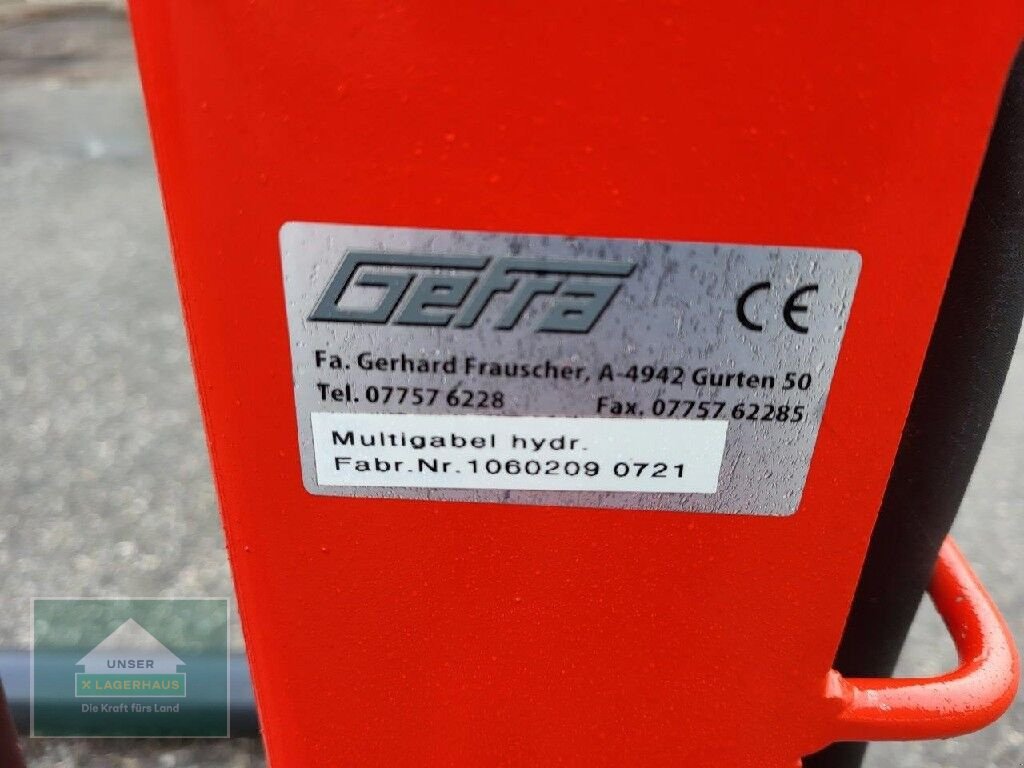 Gefra CE
Fa. Gerhard Frauscher, A-4942 Gurten 50
Tel. 07757 6228 Fax. 07757 62285
Multigabel hydr.
Fabr.Nr.1060209 0721
UNSER
X LAGERHAUS
Die Kraft fürs Land